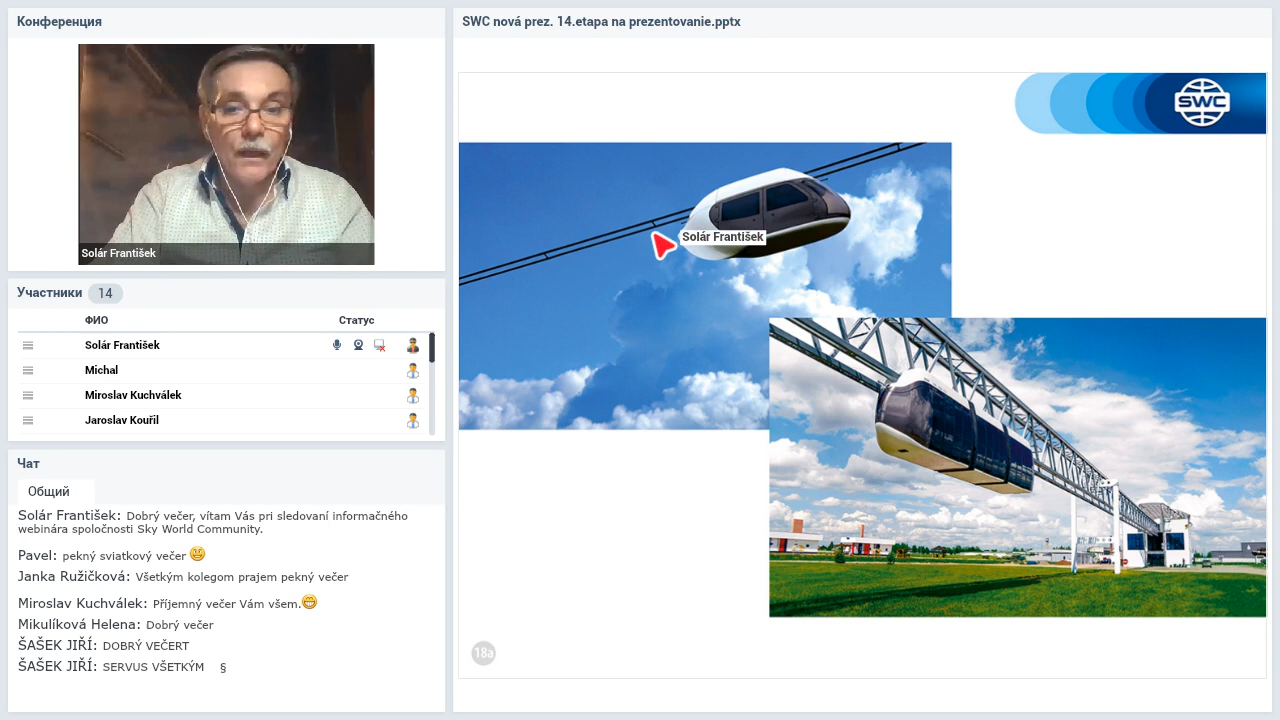 Конференция
Solár František
Участники 14
ФИО Статус
Solár František
Michal
Miroslav Kuchválek
Jaroslav Kouřil
Чат
Общий
Solár František: Dobrý večer, vítam Vás pri sledovaní informačného
webinára spoločnosti Sky World Community.
Pavel: pekný sviatkový večer
Janka Ružičková: Všetkým kolegom prajem pekný večer
Miroslav Kuchválek: Příjemný večer Vám všem.
Mikulíková Helena: Dobrý večer
ŠAŠEK JIŘÍ: DOBRÝ VEČERT
ŠAŠEK JIŘÍ: SERVUS VŠETKÝM §
SWC nová prez. 14.etapa na prezentovanie.pptx
SWC
Solár František
18a